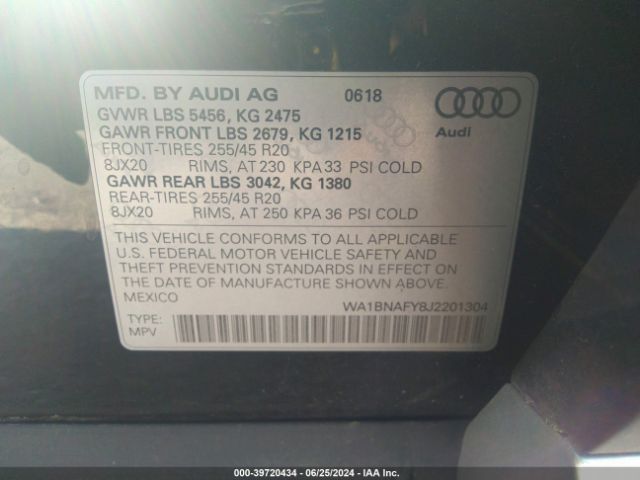 MFD. BY AUDI AG 0618
GVWR LBS 5456, KG 2475
GAWR FRONT LBS 2679, KG 1215
FRONT-TIRES 255/45 R20
8JX20 RIMS, AT 230 KPA 33 PSI COLD
GAWR REAR LBS 3042, KG 1380
REAR-TIRES 255/45 R20
8JX20 RIMS, AT 250 KPA 36 PSI COLD
Audi
THIS VEHICLE CONFORMS TO ALL APPLICABLE
U.S. FEDERAL MOTOR VEHICLE SAFETY AND
THEFT PREVENTION STANDARDS IN EFFECT ON
THE DATE OF MANUFACTURE SHOWN ABOVE.
MEXICO
WA1BNAFY8J2201304
TYPE:
MPV
000-39720434 - 06/25/2024 - IAA Inc.